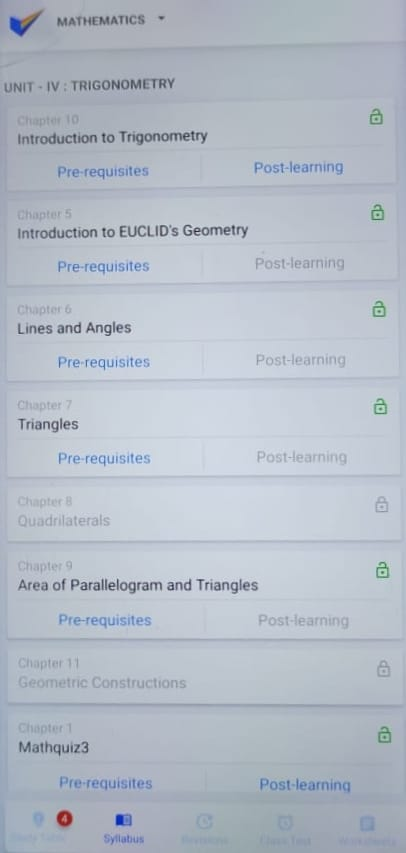 MATHEMATICS
UNIT - IV : TRIGONOMETRY
Chapter 10
Introduction to Trigonometry
Pre-requisites Post-learning
Chapter 5
Introduction to EUCLID's Geometry
Pre-requisites Post-learning
Chapter 6
Lines and Angles
Pre-requisites Post-learning
Chapter 7
Triangles
Pre-requisites Post-learning
Chapter 8
Quadrilaterals
Chapter 9
Area of Parallelogram and Triangles
Pre-requisites Post-learning
Chapter 11
Geometric Constructions
Chapter 1
Mathquiz3
Pre-requisites Post-learning
4
Study Table Syllabus Revisions Class Test Worksheets